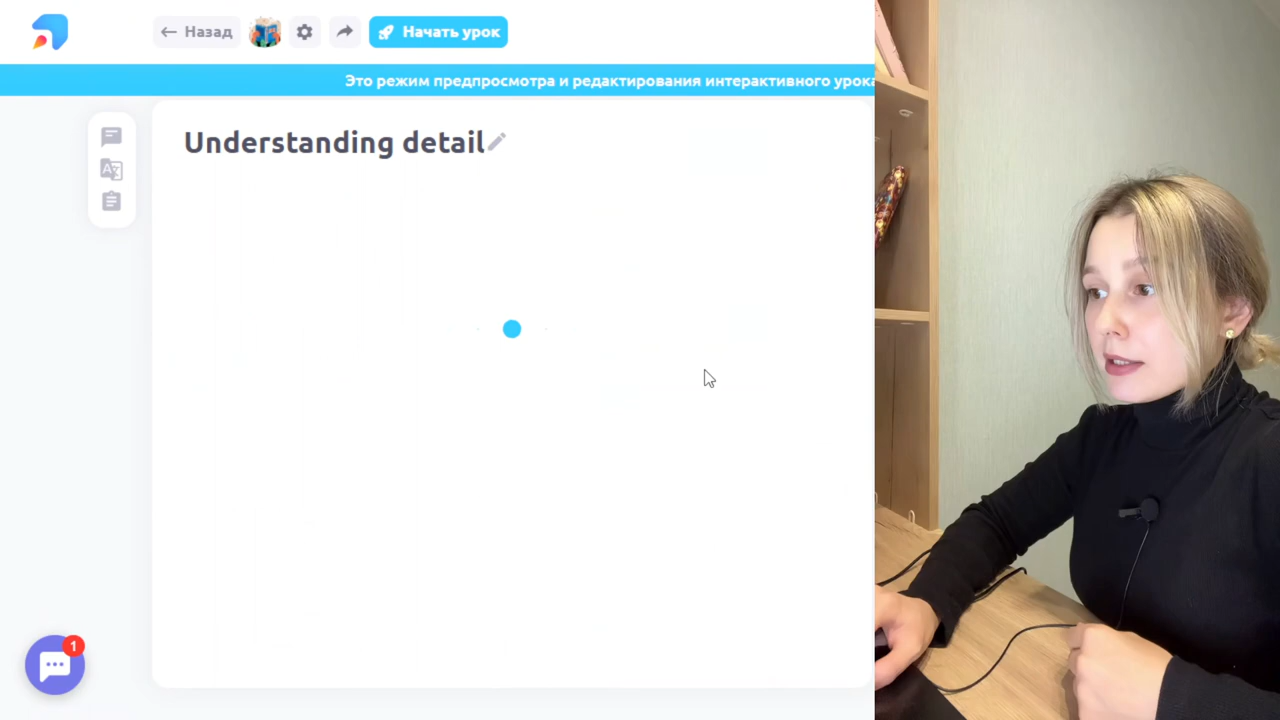 Назад
Начать урок
Это режим предпросмотра и редактирования интерактивного урока
Understanding detail
1